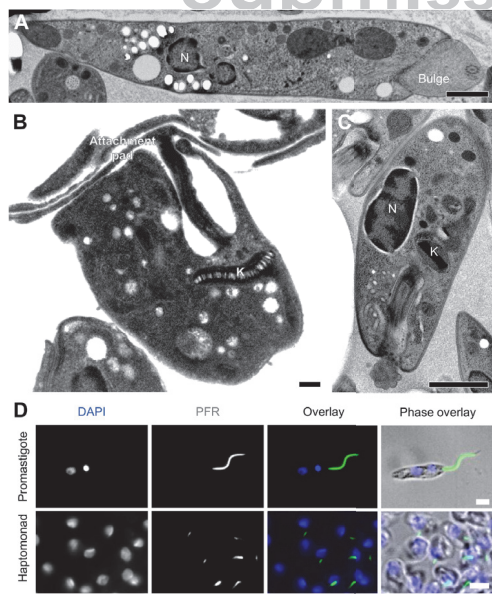 A
N
Bulge
B
Attachment
pad
K
C
N
K
D
DAPI
PFR
Overlay
Phase overlay
Promastigote
Haptomonad